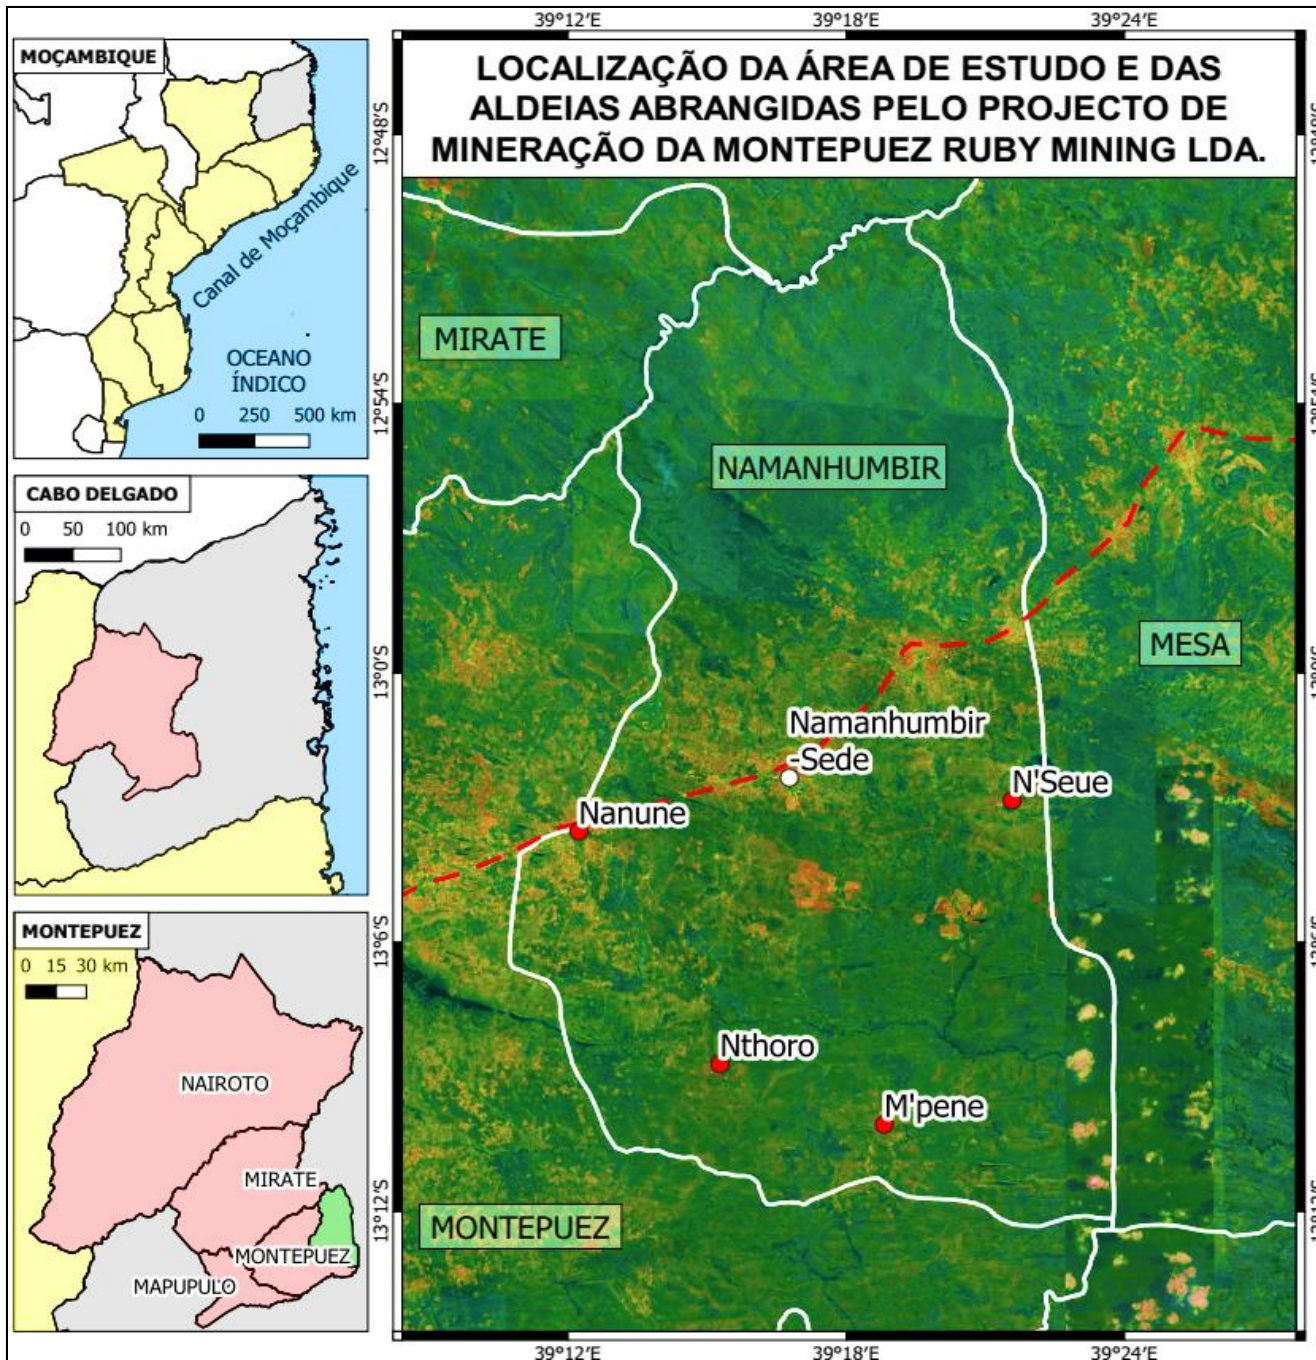 MOÇAMBIQUE
Canal de Moçambique
OCEANO
ÍNDICO
0 250 500 km
CABO DELGADO
0 50 100 km
MONTEPUEZ
0 15 30 km
NAIROTO
MIRATE
MONTEPUEZ
MAPUPULO
39°12'E 39°18'E 39°24'E
LOCALIZAÇÃO DA ÁREA DE ESTUDO E DAS
ALDEIAS ABRANGIDAS PELO PROJECTO DE
MINERAÇÃO DA MONTEPUEZ RUBY MINING LDA.
12°48'S
MIRATE
12°54'S 12°54'S
NAMANHUMBIR
MESA
13°0'S
Namanhumbir
-Sede
N'Seue
Nanune
13°6'S
Nthoro
M'pene
13°12'S
MONTEPUEZ
39°12'E 39°18'E 39°24'E